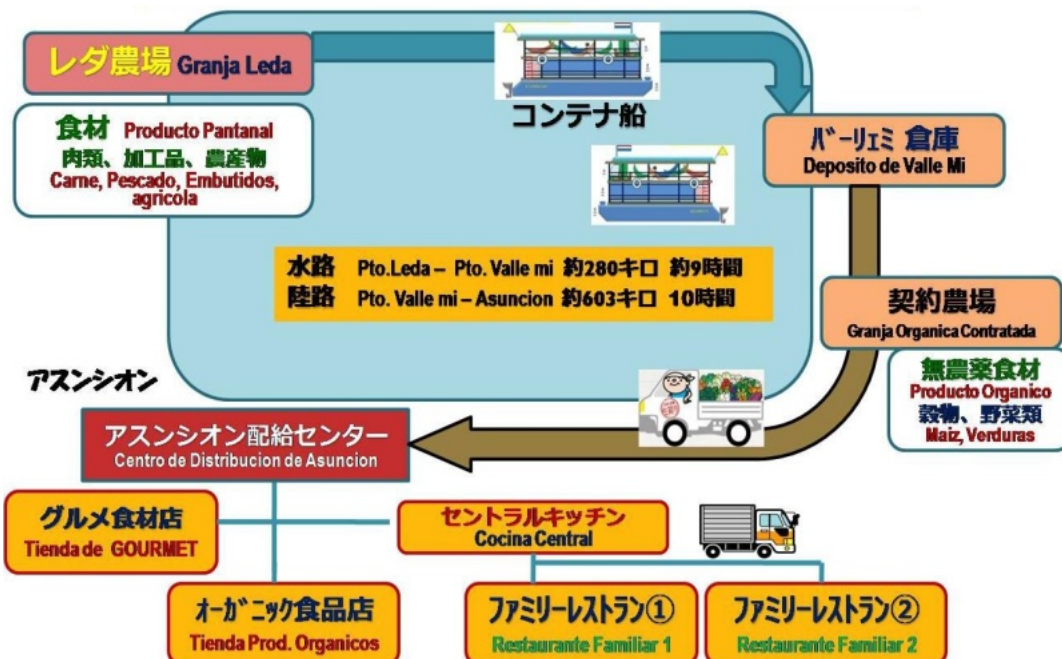 レダ農場 Granja Leda
食材 Producto Pantanal
肉類、加工品、農産物
Carne, Pescado, Embutidos,
agricola
コンテナ船
バーリェミ 倉庫
Deposito de Valle Mi
水路 Pto.Leda – Pto. Valle mi 約280キロ 約9時間
陸路 Pto. Valle mi – Asuncion 約603キロ 10時間
契約農場
Granja Organica Contratada
無農薬食材
Producto Organico
穀物、野菜類
Maiz, Verduras
アスンシオン
アスンシオン配給センター
Centro de Distribucion de Asuncion
グルメ食材店
Tienda de GOURMET
セントラルキッチン
Cocina Central
オーガニック食品店
Tienda Prod. Organicos
ファミリーレストラン①
Restaurante Familiar 1
ファミリーレストラン②
Restaurante Familiar 2